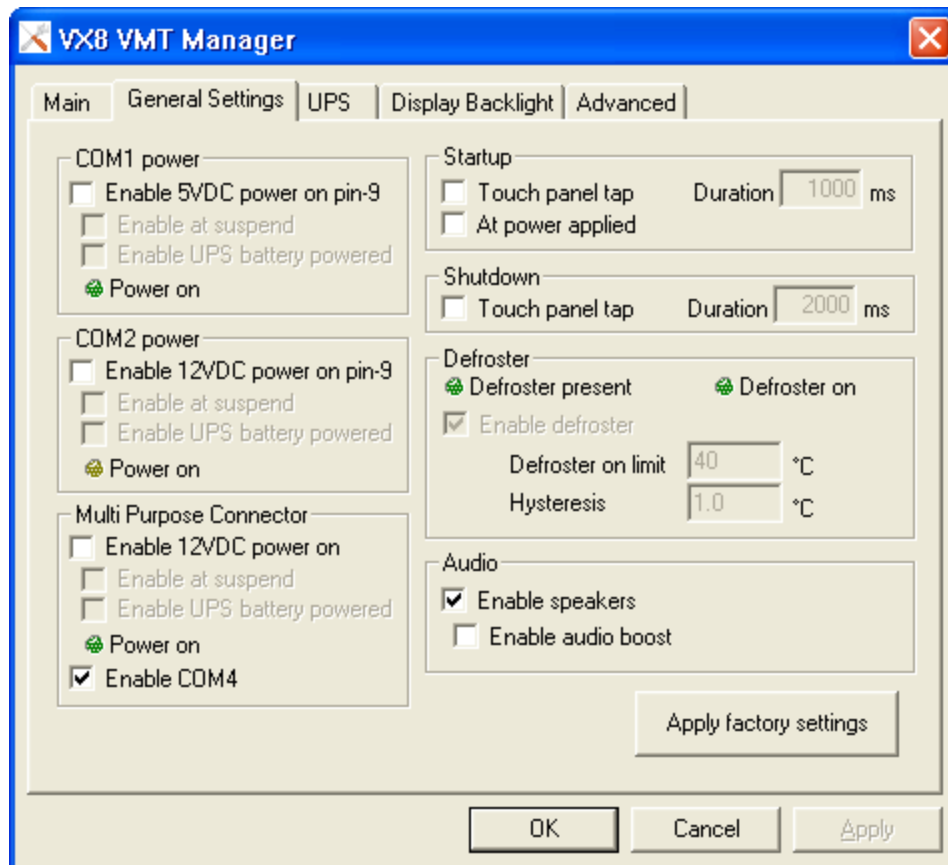 VX8 VMT Manager
Main General Settings UPS Display Backlight Advanced
COM1 power
Enable 5VDC power on pin-9
Enable at suspend
Enable UPS battery powered
Power on
COM2 power
Enable 12VDC power on pin-9
Enable at suspend
Enable UPS battery powered
Power on
Multi Purpose Connector
Enable 12VDC power on
Enable at suspend
Enable UPS battery powered
Power on
Enable COM4
Startup
Touch panel tap Duration 1000 ms
At power applied
Shutdown
Touch panel tap Duration 2000 ms
Defroster
Defroster present Defroster on
Enable defroster
Defroster on limit 40 °C
Hysteresis 1.0 °C
Audio
Enable speakers
Enable audio boost
Apply factory settings
OK Cancel Apply